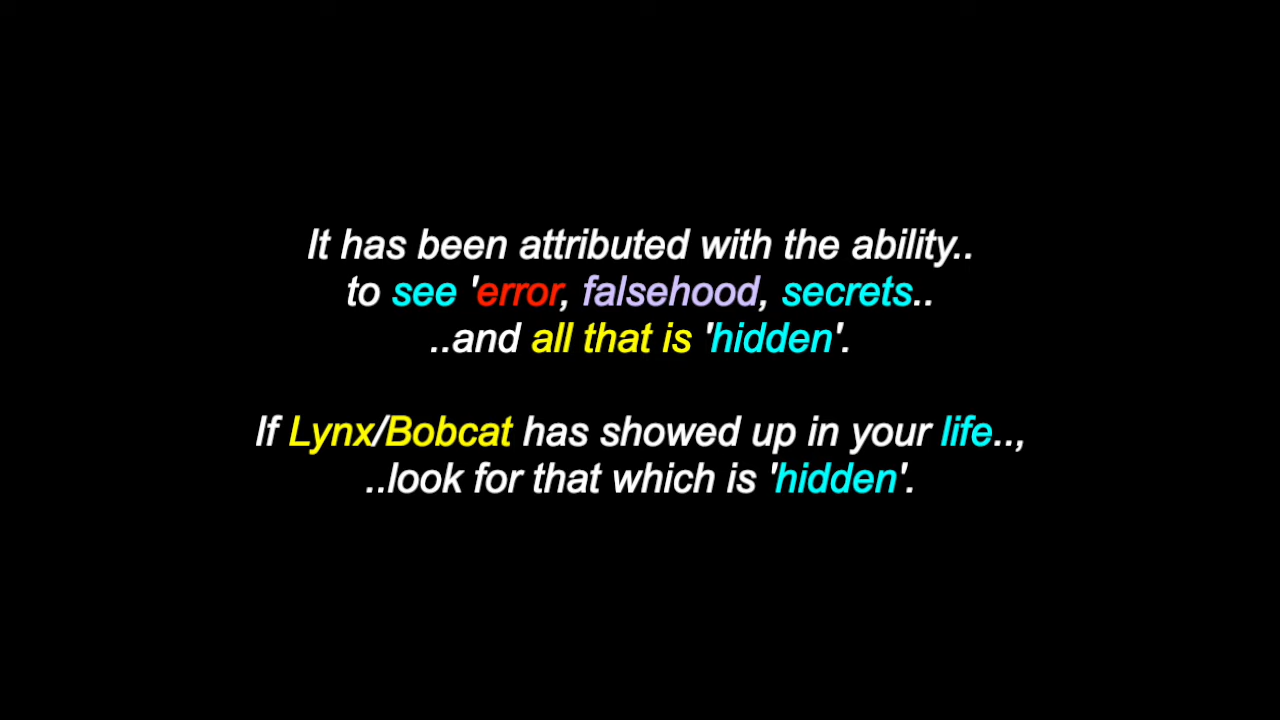 It has been attributed with the ability..
to see 'error, falsehood, secrets..
..and all that is 'hidden'.
If Lynx/Bobcat has showed up in your life..,
..look for that which is 'hidden'.